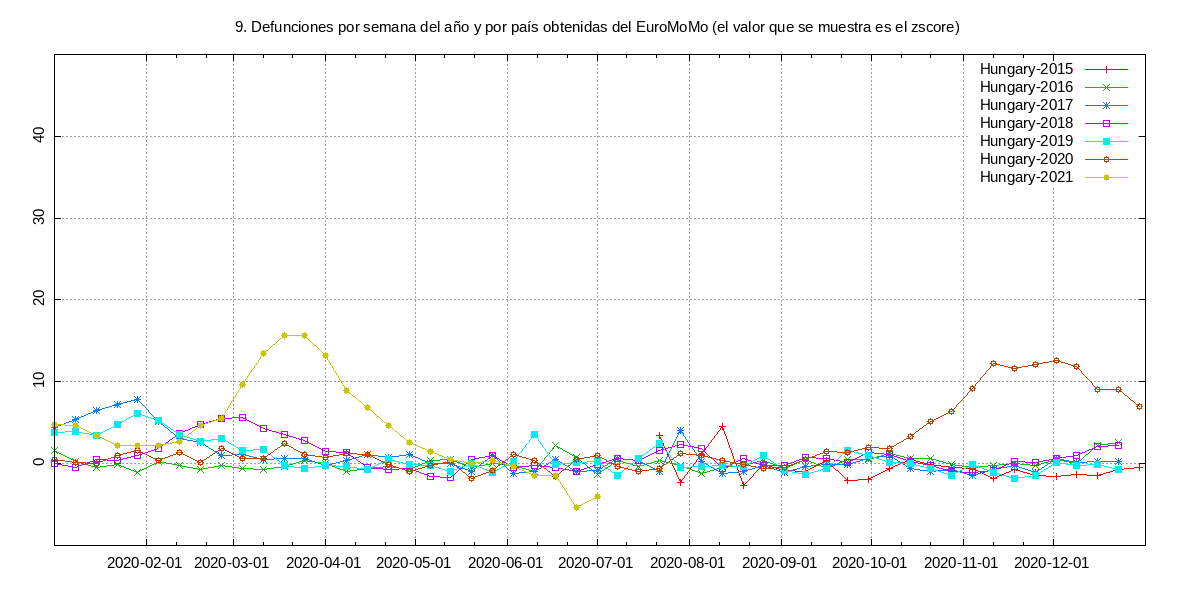 9. Defunciones por semana del año y por país obtenidas del EuroMoMo (el valor que se muestra es el zscore)
Hungary-2015
Hungary-2016
Hungary-2017
Hungary-2018
Hungary-2019
Hungary-2020
Hungary-2021
40
30
20
10
0
2020-02-01 2020-03-01 2020-04-01 2020-05-01 2020-06-01 2020-07-01 2020-08-01 2020-09-01 2020-10-01 2020-11-01 2020-12-01